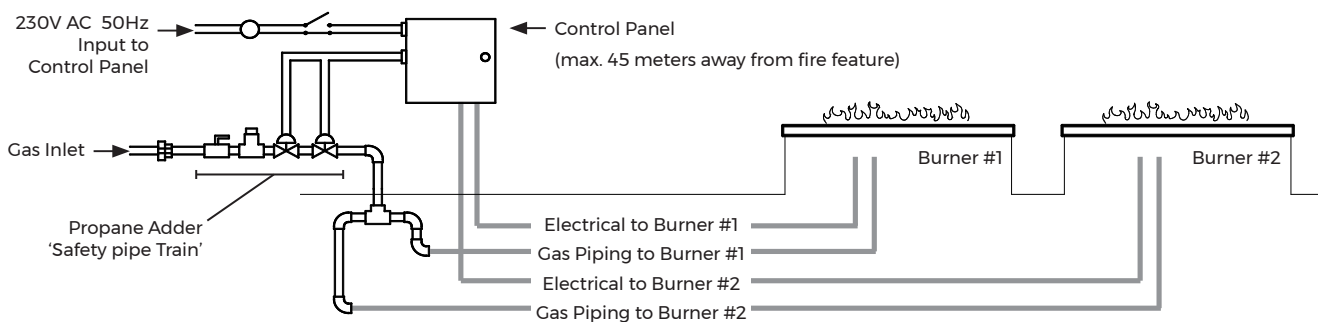 230V AC 50Hz
Input to
Control Panel
Control Panel
(max. 45 meters away from fire feature)
Gas Inlet
Burner #1
Burner #2
Propane Adder
‘Safety pipe Train’
Electrical to Burner #1
Gas Piping to Burner #1
Electrical to Burner #2
Gas Piping to Burner #2